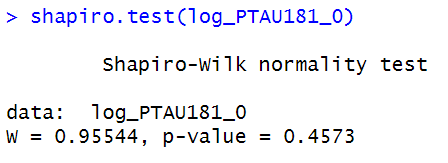 > shapiro.test(log_PTAU181_0)
Shapiro-Wilk normality test
data:  log_PTAU181_0
W = 0.95544, p-value = 0.4573